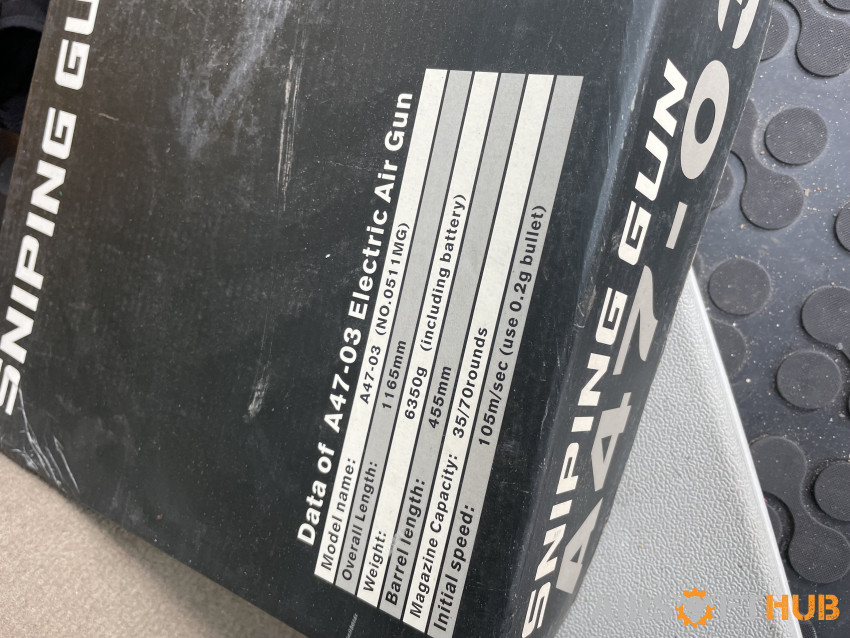 SNIPING GU
Data of A47-03 Electric Air Gun
Model name: A47-03 (NO.0511MG)
Overall Length: 1165mm
Weight: 6350g (including battery)
Barrel length: 455mm
Magazine Capacity: 35/70rounds
Initial speed: 105m/sec (use 0.2g bullet)
SNIPING GUN
A47-03
HUB